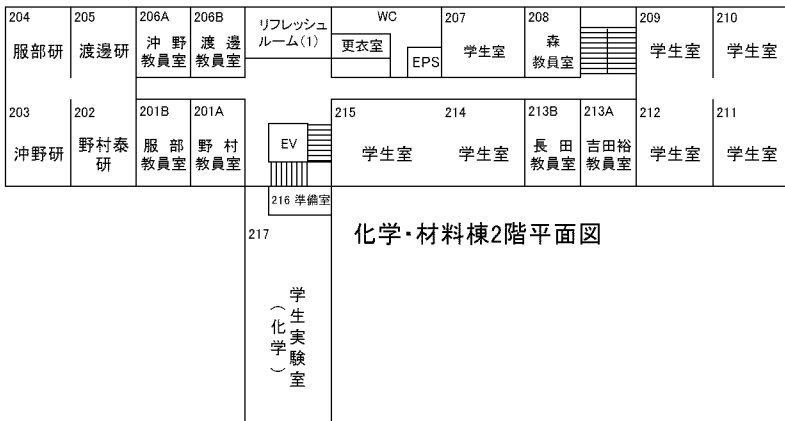 204
服部研
205
渡邊研
206A
沖野
教員室
206B
渡邊
教員室
リフレッシュ
ルーム(1)
WC
更衣室
EPS
207
学生室
208
森
教員室
209
学生室
210
学生室
203
沖野研
202
野村泰
研
201B
服部
教員室
201A
野村
教員室
EV
215
学生室
214
学生室
213B
長田
教員室
213A
吉田裕
教員室
212
学生室
211
学生室
216 準備室
217
学生実験室
(化学)
化学・材料棟2階平面図